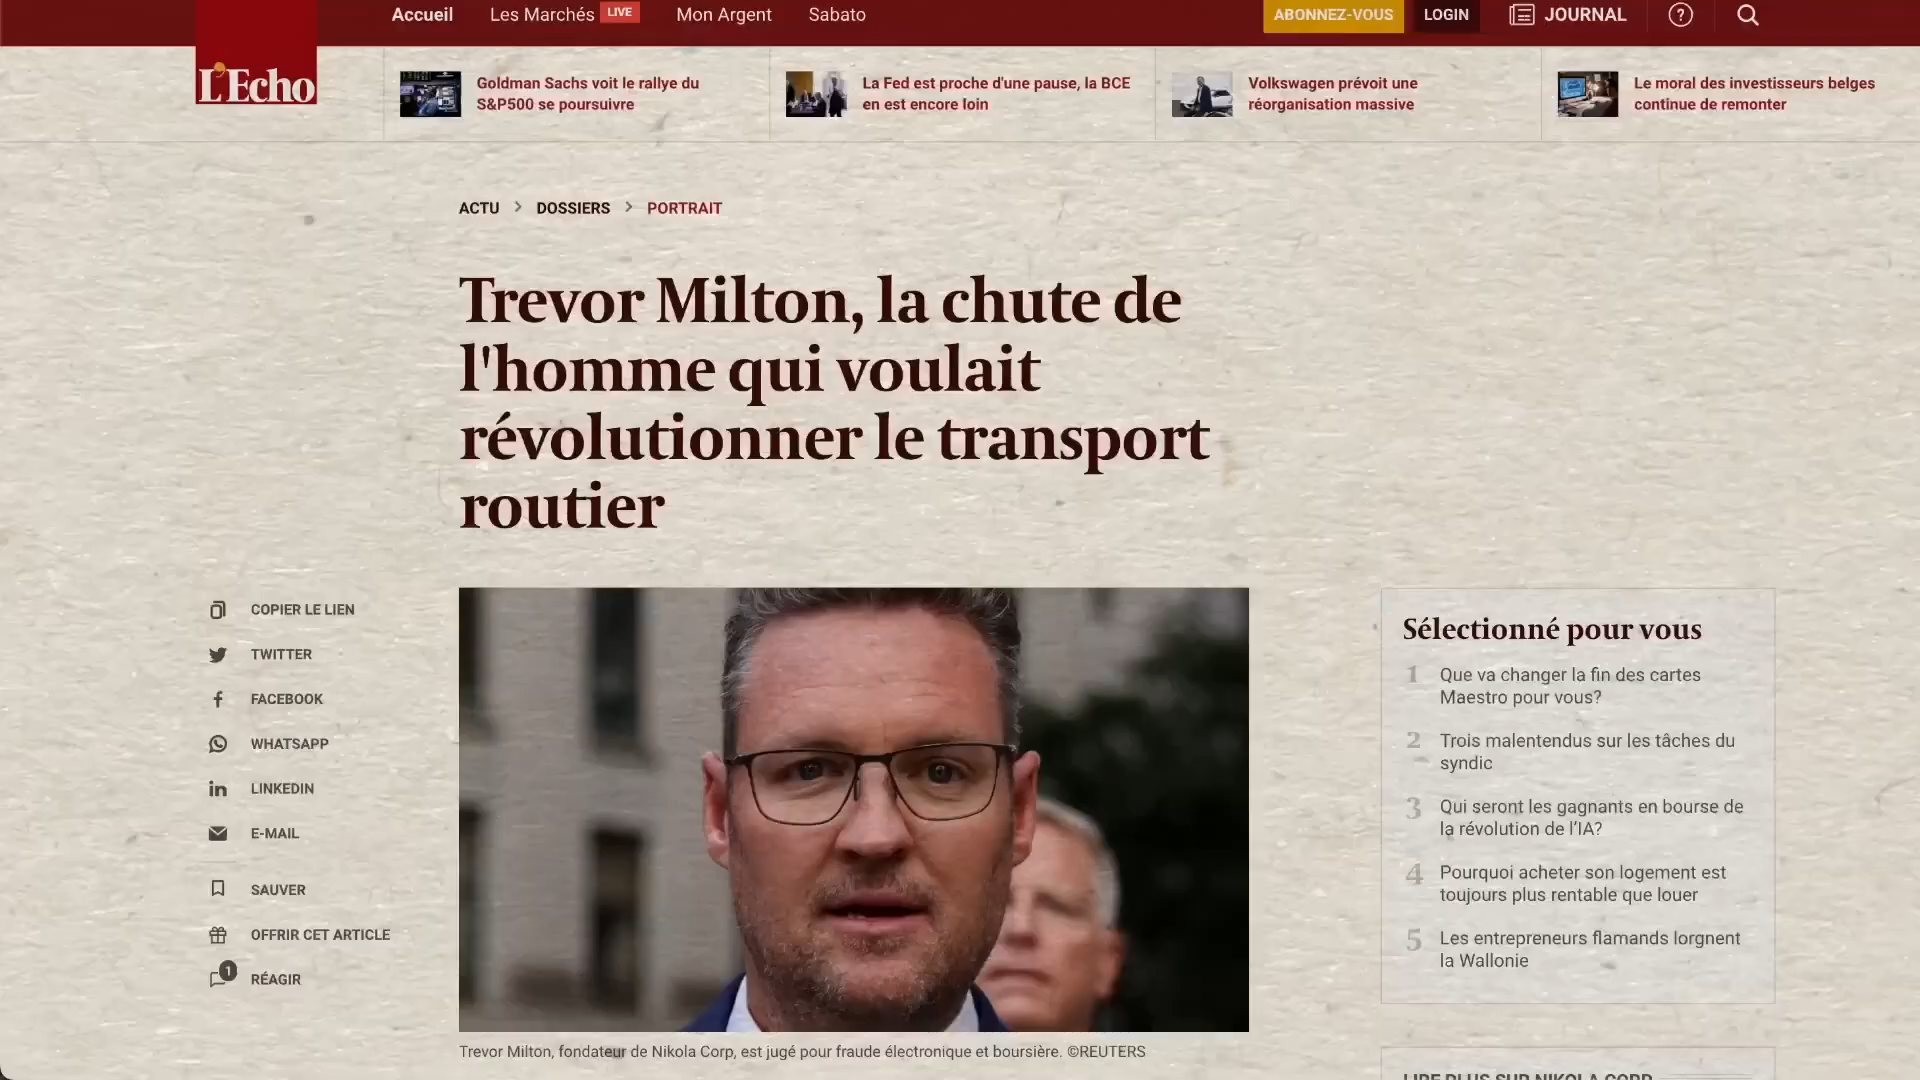 Accueil
Les Marchés LIVE
Mon Argent
Sabato
ABONNEZ-VOUS
LOGIN
JOURNAL
?
L'Echo
Goldman Sachs voit le rallye du
S&P500 se poursuivre
La Fed est proche d'une pause, la BCE
en est encore loin
Volkswagen prévoit une
réorganisation massive
Le moral des investisseurs belges
continue de remonter
ACTU > DOSSIERS > PORTRAIT
Trevor Milton, la chute de
l'homme qui voulait
révolutionner le transport
routier
COPIER LE LIEN
TWITTER
FACEBOOK
WHATSAPP
LINKEDIN
E-MAIL
SAUVER
OFFRIR CET ARTICLE
1
RÉAGIR
Trevor Milton, fondateur de Nikola Corp, est jugé pour fraude électronique et boursière. ©REUTERS
Sélectionné pour vous
1 Que va changer la fin des cartes
Maestro pour vous?
2 Trois malentendus sur les tâches du
syndic
3 Qui seront les gagnants en bourse de
la révolution de l'IA?
4 Pourquoi acheter son logement est
toujours plus rentable que louer
5 Les entrepreneurs flamands lorgnent
la Wallonie
LIRE PLUS SUR NIKOLA CORP